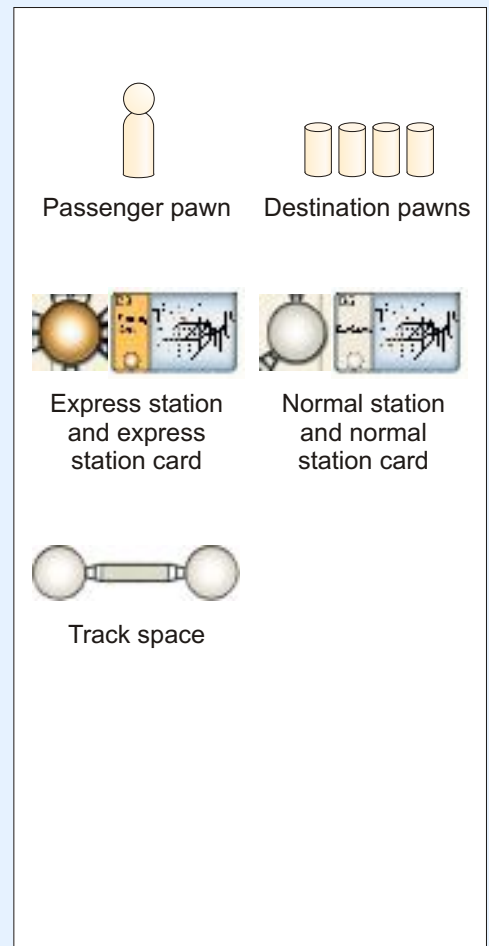 Passenger pawn
Destination pawns
Express station
and express
station card
Normal station
and normal
station card
Track space